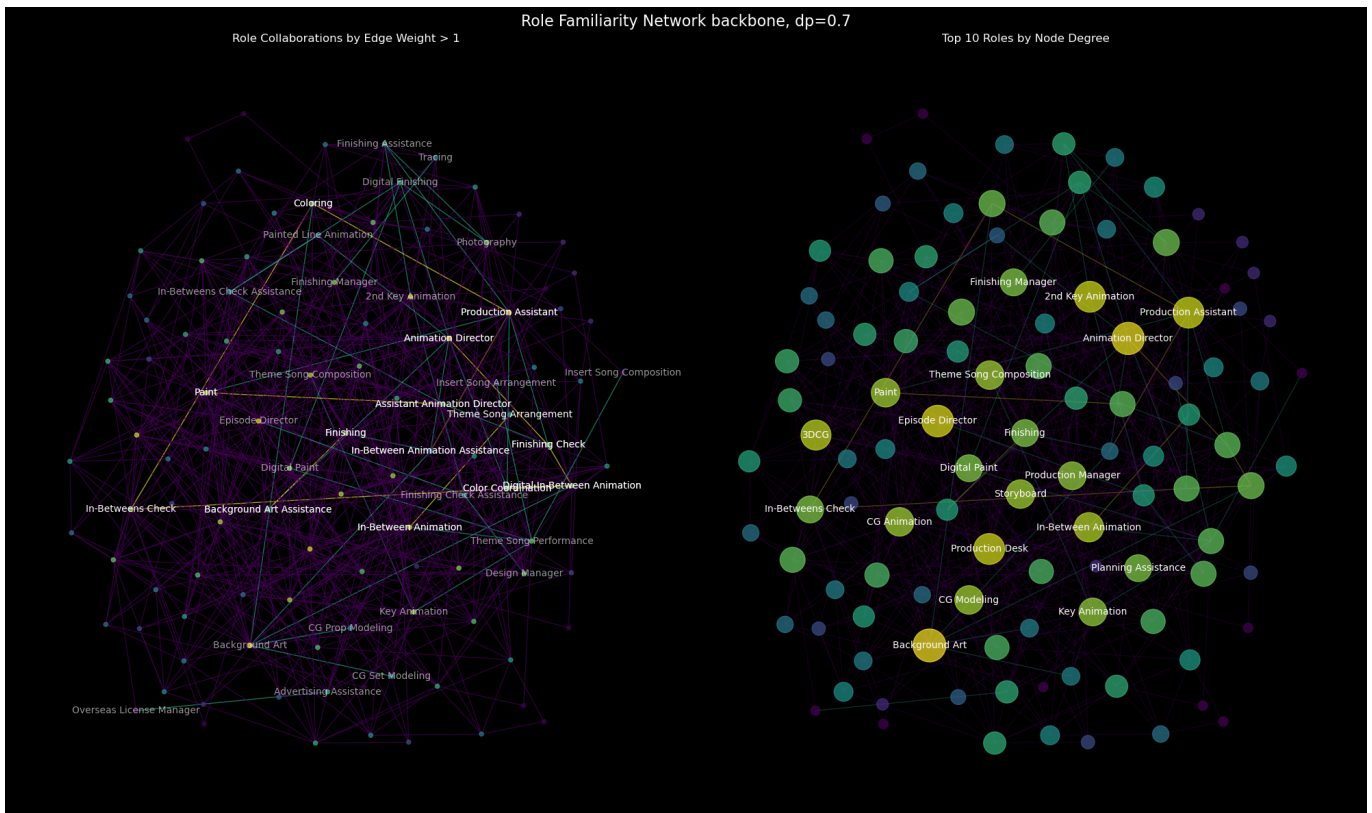 Role Familiarity Network backbone, dp=0.7
Role Collaborations by Edge Weight > 1
Finishing Assistance
Tracing
Digital Finishing
Coloring
Painted Line Animation
Photography
Finishing Manager
In-Betweens Check Assistance
2nd Key Animation
Production Assistant
Animation Director
Theme Song Composition
Insert Song Composition
Insert Song Arrangement
Paint
Assistant Animation Director
Theme Song Arrangement
Episode Director
Finishing
Finishing Check
In-Between Animation Assistance
Digital Paint
Digital In-Between Animation
Color Coordination
Finishing Check Assistance
In-Betweens Check
Background Art Assistance
In-Between Animation
Theme Song Performance
Design Manager
Key Animation
CG Prop Modeling
Background Art
CG Set Modeling
Advertising Assistance
Overseas License Manager
Top 10 Roles by Node Degree
Finishing Manager
2nd Key Animation
Production Assistant
Animation Director
Theme Song Composition
Paint
Episode Director
3DCG
Finishing
Digital Paint
Production Manager
Storyboard
In-Betweens Check
CG Animation
In-Between Animation
Production Desk
Planning Assistance
CG Modeling
Key Animation
Background Art